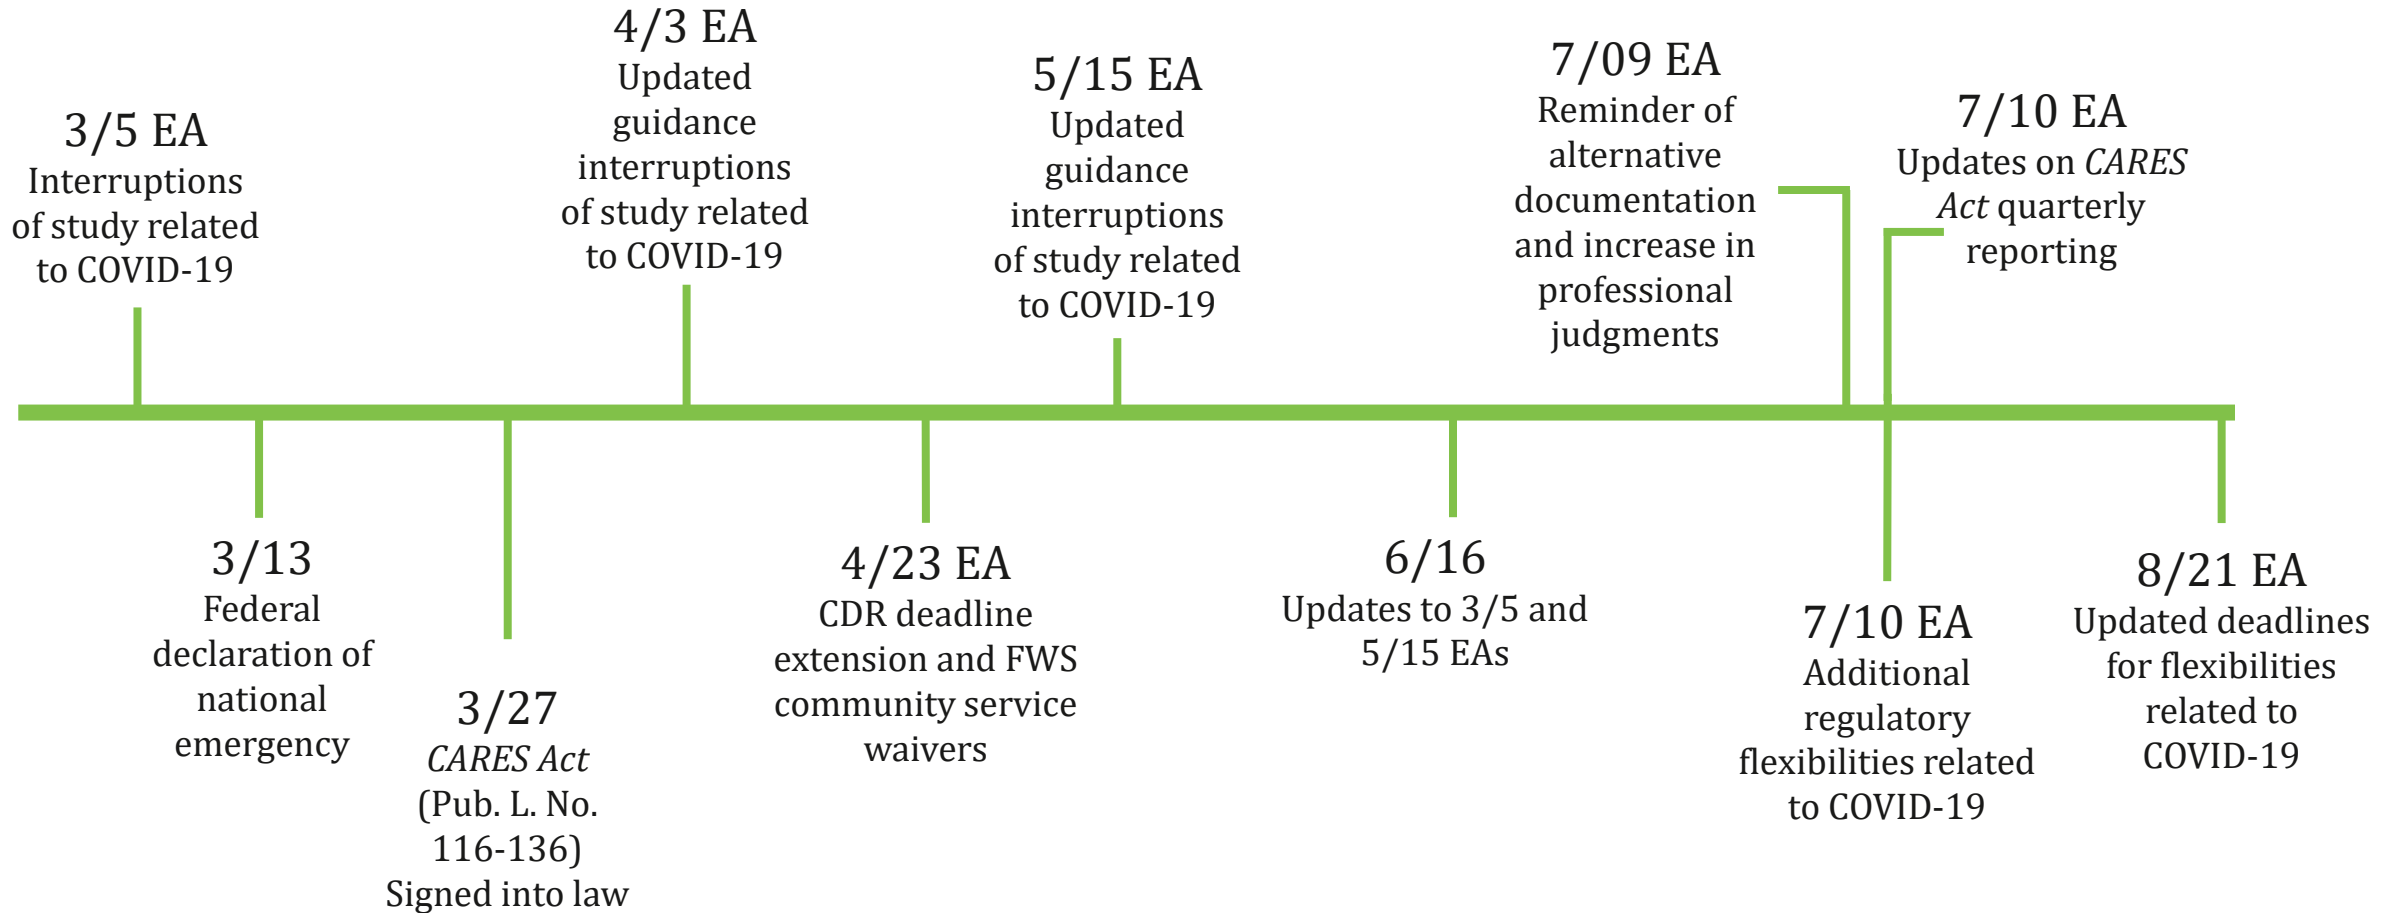 3/5 EA
Interruptions
of study related
to COVID-19
3/13
Federal
declaration of
national
emergency
3/27
CARES Act
(Pub. L. No.
116-136)
Signed into law
4/3 EA
Updated
guidance
interruptions
of study related
to COVID-19
4/23 EA
CDR deadline
extension and FWS
community service
waivers
5/15 EA
Updated
guidance
interruptions
of study related
to COVID-19
6/16
Updates to 3/5 and
5/15 EAs
7/09 EA
Reminder of
alternative
documentation
and increase in
professional
judgments
7/10 EA
Updates on CARES
Act quarterly
reporting
7/10 EA
Additional
regulatory
flexibilities related
to COVID-19
8/21 EA
Updated deadlines
for flexibilities
related to
COVID-19